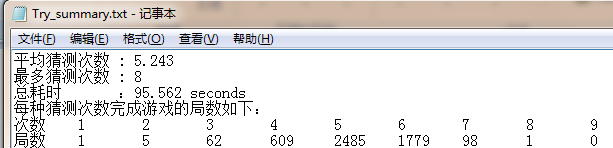 Try_summary.txt - 记事本
文件(F) 编辑(E) 格式(O) 查看(V) 帮助(H)
平均猜测次数 : 5.243
最多猜测次数 : 8
总耗时 : 95.562 seconds
每种猜测次数完成游戏的局数如下:
次数 1 2 3 4 5 6 7 8 9
局数 1 5 62 609 2485 1779 98 1 0